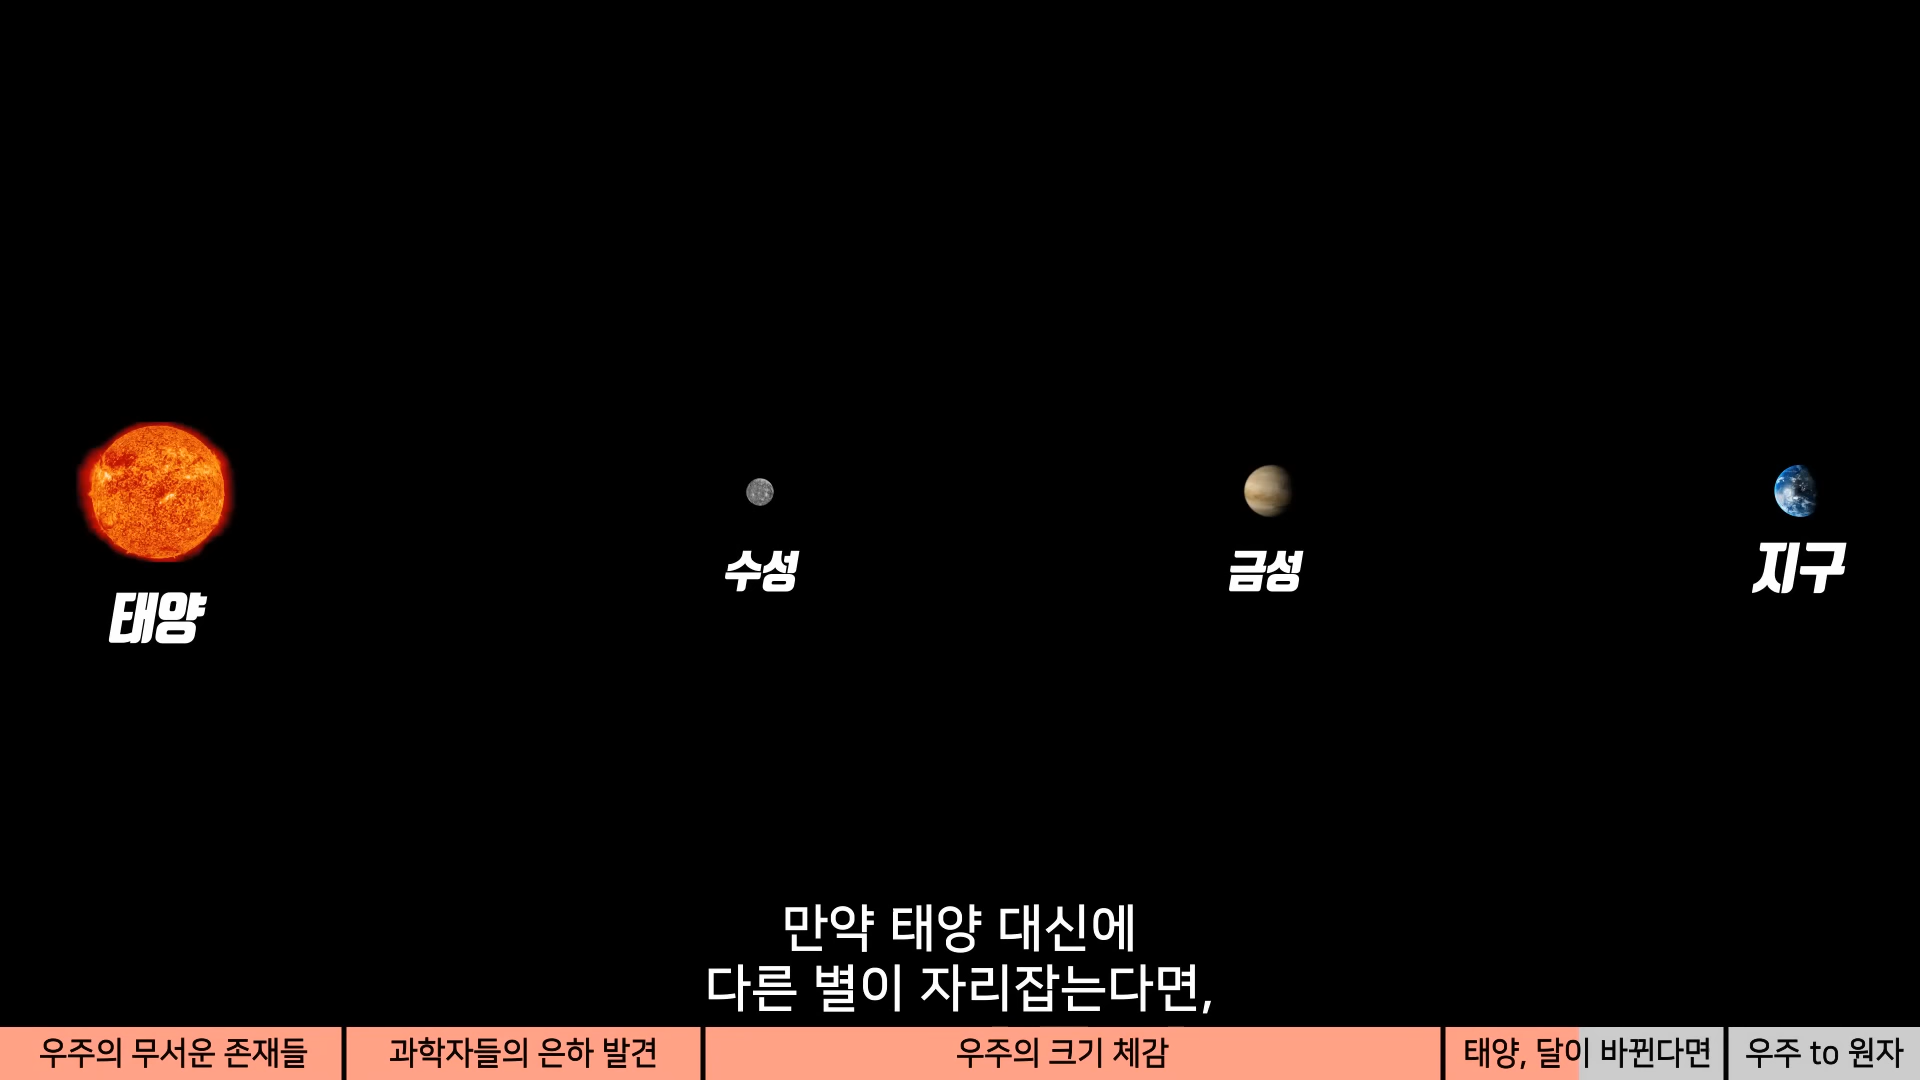 태양
수성
금성
지구
만약 태양 대신에
다른 별이 자리잡는다면,
우주의 무서운 존재들
과학자들의 은하 발견
우주의 크기 체감
태양, 달이 바뀐다면
우주 to 원자